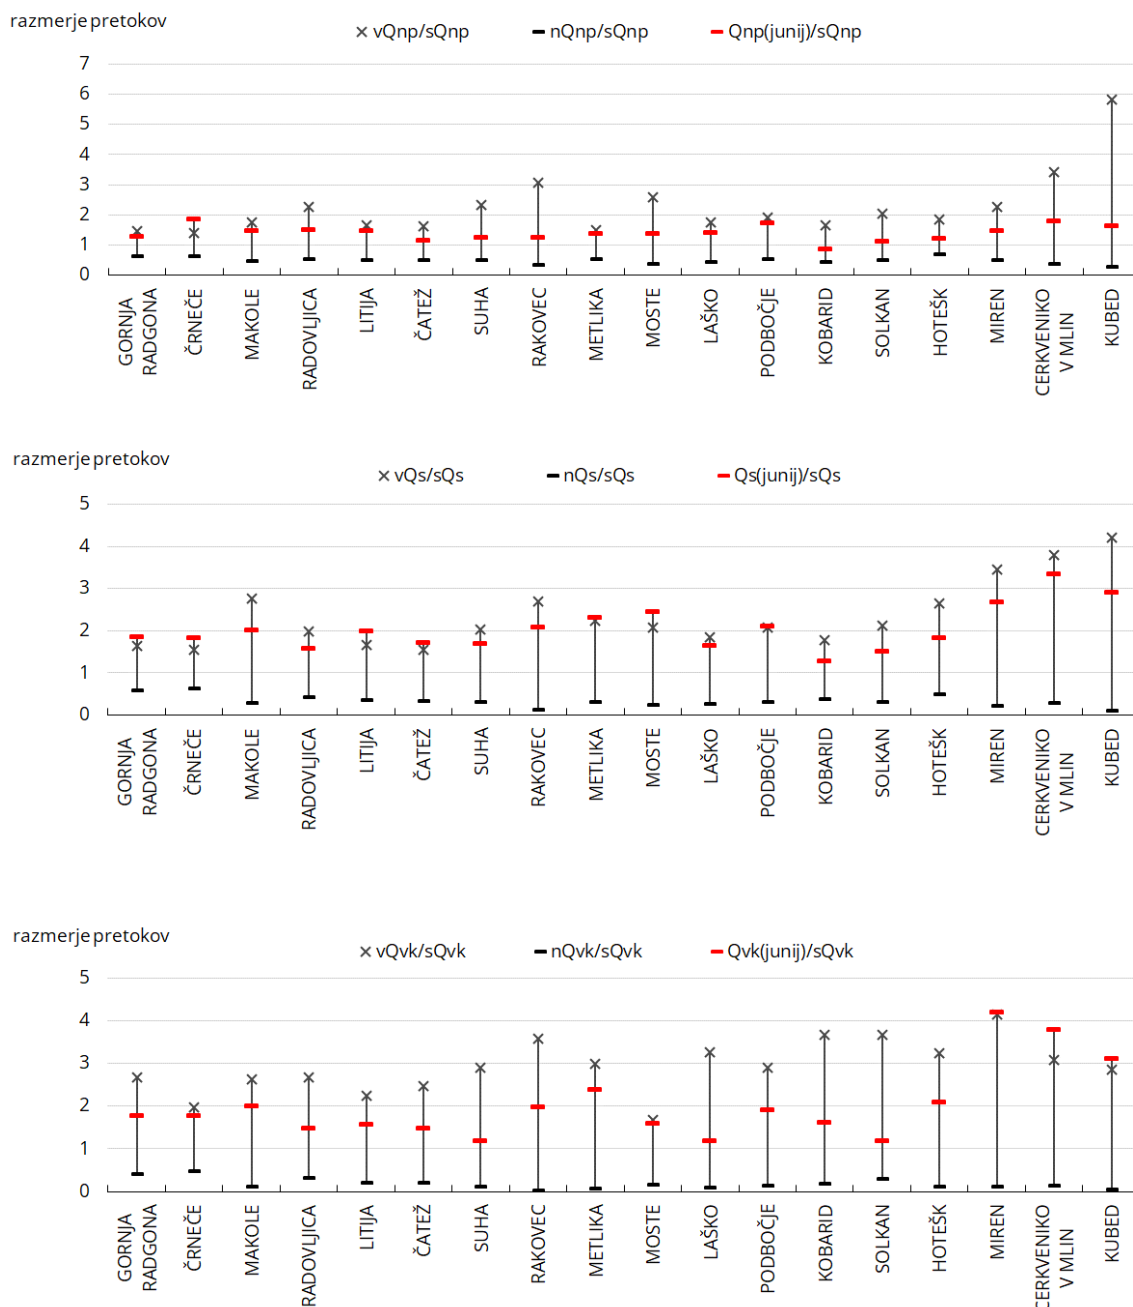 razmerje pretokov
vQnp/sQnp nQnp/sQnp Qnp(junij)/sQnp
7
6
5
4
3
2
1
0
GORNJA
RADGONA
ČRNEČE
MAKOLE
RADOVLJICA
LITIJA
ČATEŽ
SUHA
RAKOVEC
METLIKA
MOSTE
LAŠKO
PODBOČJE
KOBARID
SOLKAN
HOTEŠK
MIREN
CERKVENIKO
V MLIN
KUBED
razmerje pretokov
vQs/sQs nQs/sQs Qs(junij)/sQs
5
4
3
2
1
0
GORNJA
RADGONA
ČRNEČE
MAKOLE
RADOVLJICA
LITIJA
ČATEŽ
SUHA
RAKOVEC
METLIKA
MOSTE
LAŠKO
PODBOČJE
KOBARID
SOLKAN
HOTEŠK
MIREN
CERKVENIKO
V MLIN
KUBED
razmerje pretokov
vQvk/sQvk nQvk/sQvk Qvk(junij)/sQvk
5
4
3
2
1
0
GORNJA
RADGONA
ČRNEČE
MAKOLE
RADOVLJICA
LITIJA
ČATEŽ
SUHA
RAKOVEC
METLIKA
MOSTE
LAŠKO
PODBOČJE
KOBARID
SOLKAN
HOTEŠK
MIREN
CERKVENIKO
V MLIN
KUBED